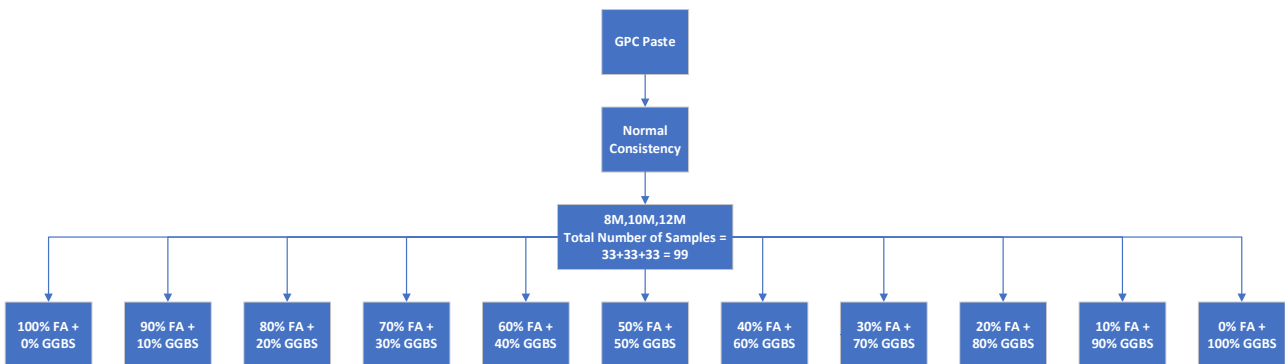 GPC Paste
Normal
Consistency
8M,10M,12M
Total Number of Samples =
33+33+33 = 99
100% FA +
0% GGBS
90% FA +
10% GGBS
80% FA +
20% GGBS
70% FA +
30% GGBS
60% FA +
40% GGBS
50% FA +
50% GGBS
40% FA +
60% GGBS
30% FA +
70% GGBS
20% FA +
80% GGBS
10% FA +
90% GGBS
0% FA +
100% GGBS